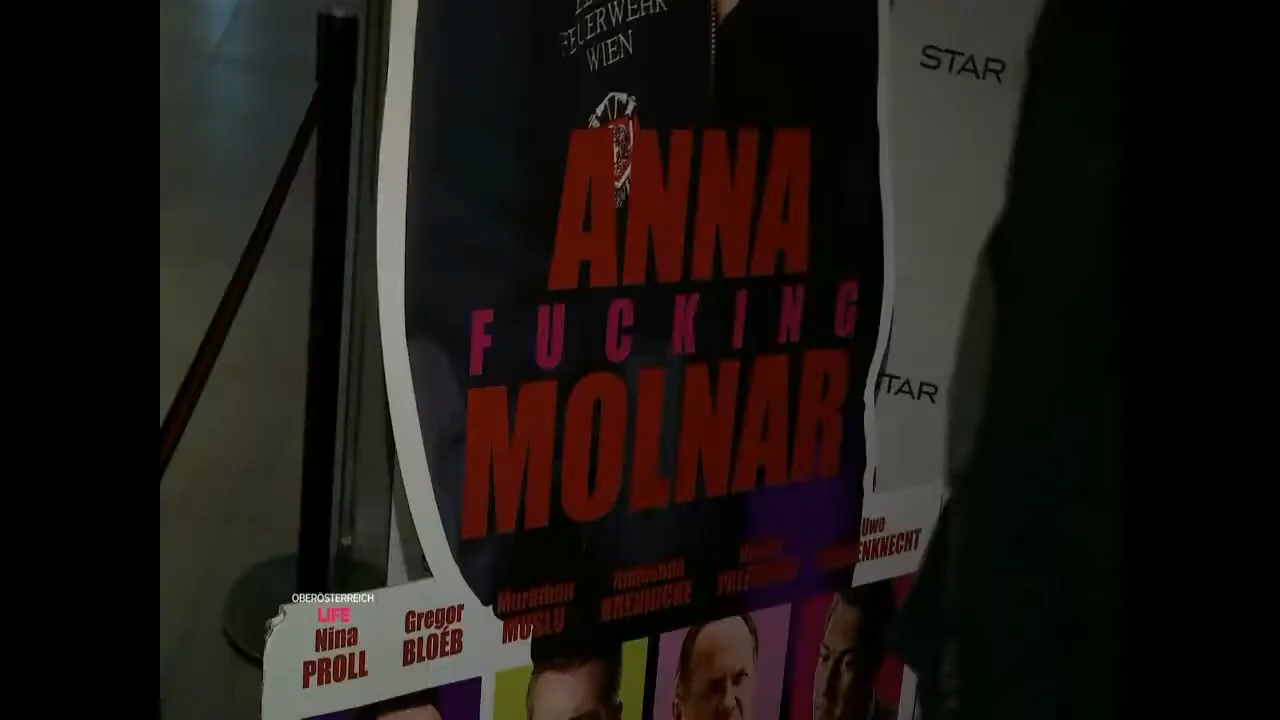 FEUERWEHR
WIEN
STAR
ANNA
FUCKING
MOLNAR
STAR
Uwe
OBERÖSTERREICH
LIFE
Nina
PROLL
Gregor
BLOÉB
Murathan
MUSLU